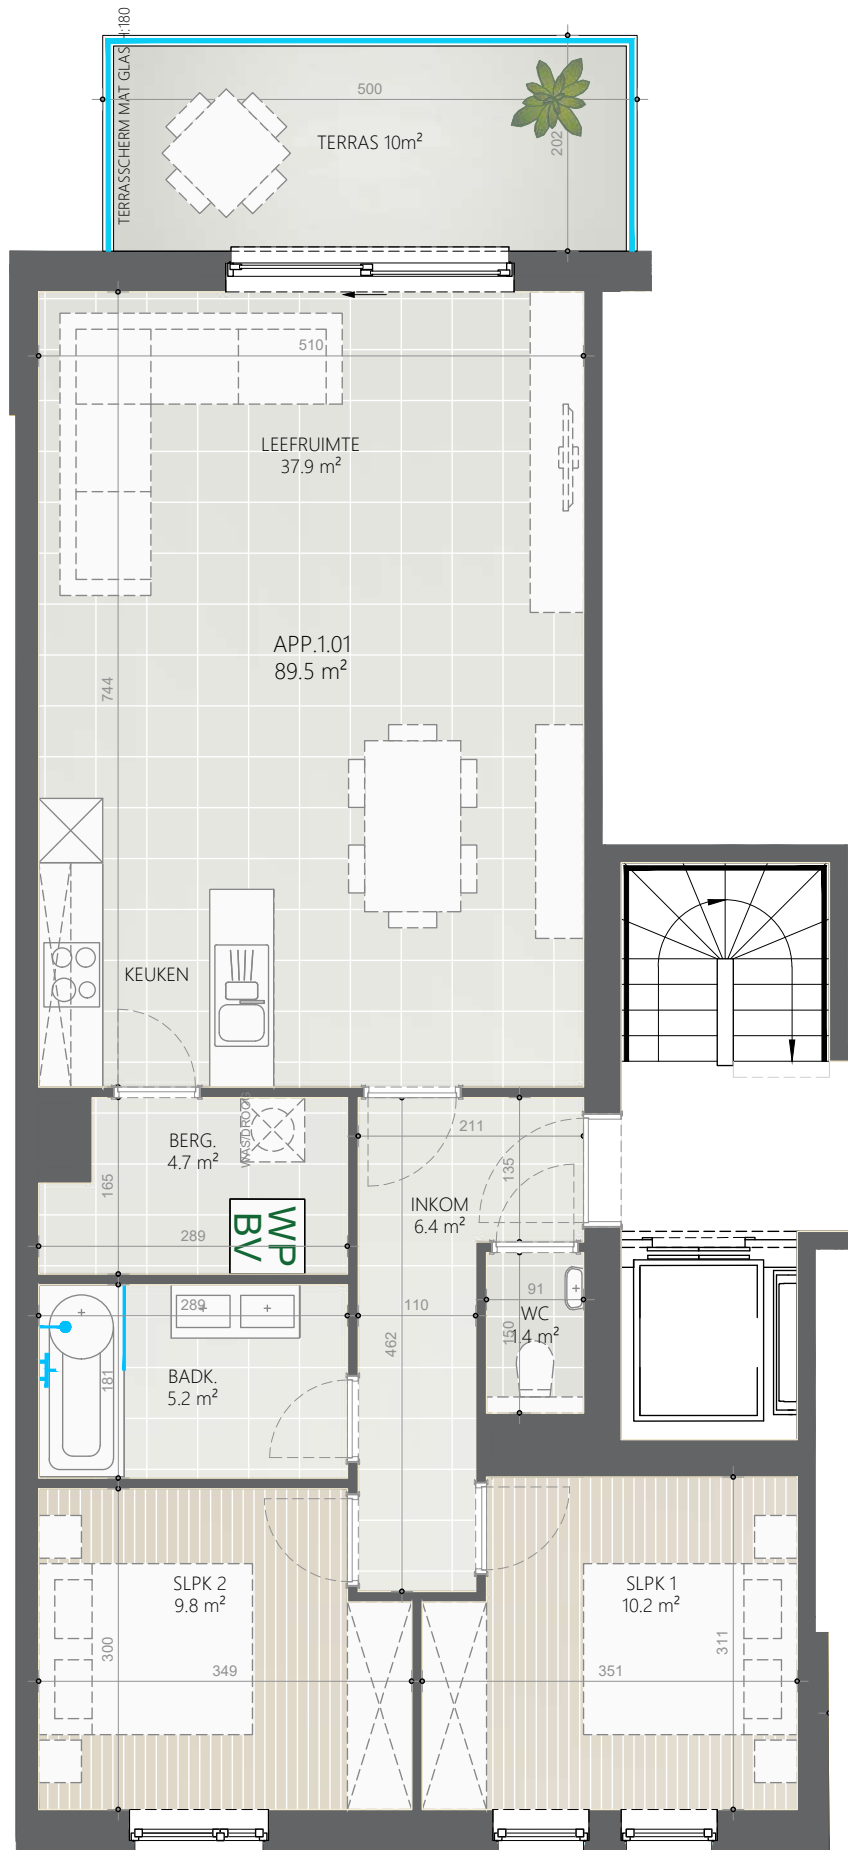 TERRASSCHERM MAT GLAS H:180
500
TERRAS 10m²
202
510
LEEFRUIMTE
37.9 m²
APP.1.01
89.5 m²
744
KEUKEN
BERG.
4.7 m²
WAS/DROOG
165
289
WP
BV
211
135
INKOM
6.4 m²
91
WC
1.4 m²
150
289
110
462
BADK.
5.2 m²
181
SLPK 2
9.8 m²
300
349
SLPK 1
10.2 m²
311
351